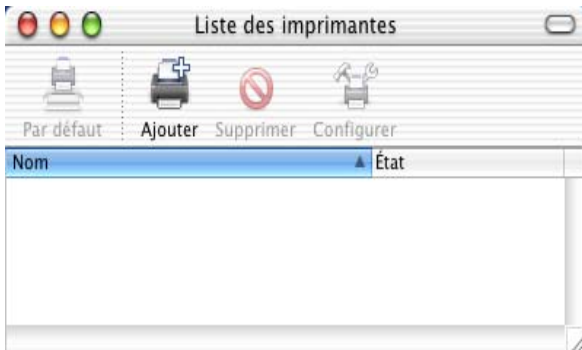 Liste des imprimantes
Par défaut Ajouter Supprimer Configurer
Nom État